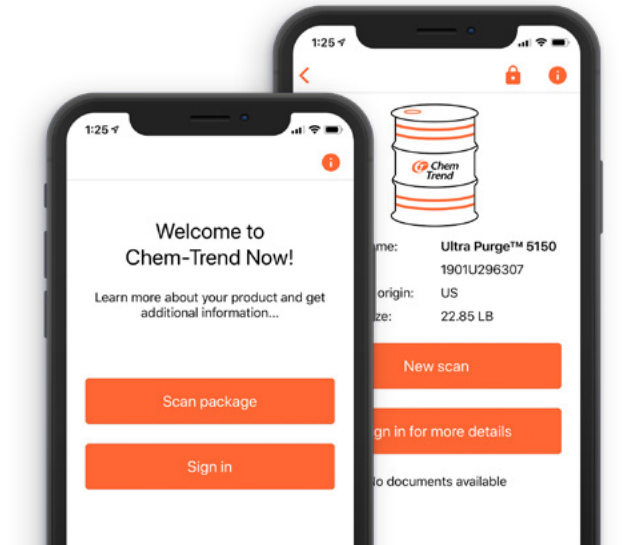 1:25
Welcome to
Chem-Trend Now!
Learn more about your product and get
additional information...
Scan package
Sign in
1:25
Chem
Trend
me: Ultra Purge™ 5150
1901U296307
origin: US
ze: 22.85 LB
New scan
gn in for more details
o documents available